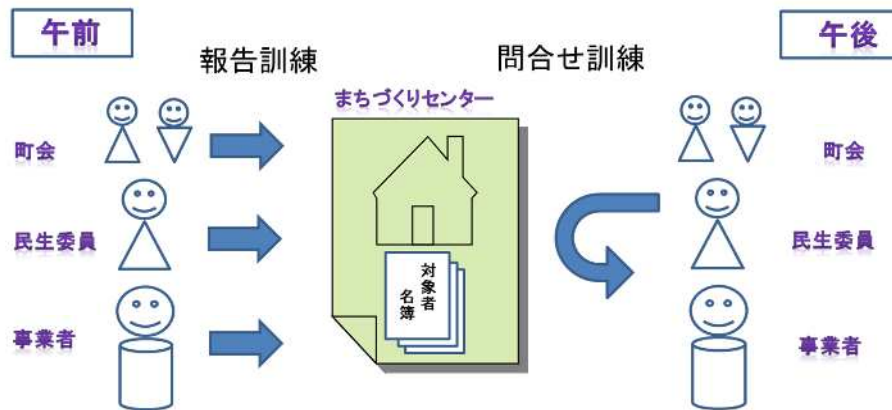 午前
報告訓練
問合せ訓練
午後
まちづくりセンター
町会
民生委員
事業者
対象者
名簿
町会
民生委員
事業者